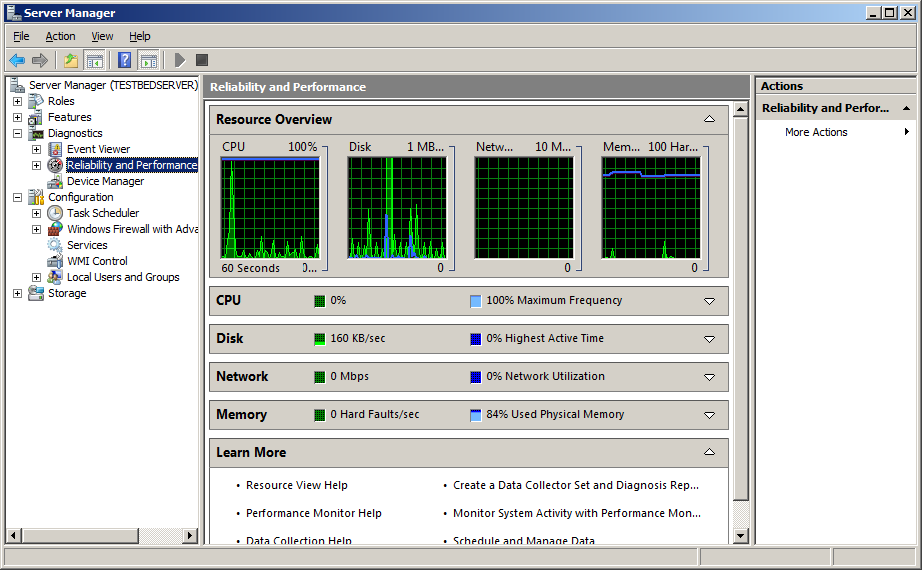 Server Manager
File Action View Help
Server Manager (TESTBEDSERVER)
Roles
Features
Diagnostics
Event Viewer
Reliability and Performance
Device Manager
Configuration
Task Scheduler
Windows Firewall with Adva
Services
WMI Control
Local Users and Groups
Storage
Reliability and Performance
Resource Overview
CPU 100%
60 Seconds 0...
Disk 1 MB...
0
Netw... 10 M...
0
Mem... 100 Har...
0
CPU 0% 100% Maximum Frequency
Disk 160 KB/sec 0% Highest Active Time
Network 0 Mbps 0% Network Utilization
Memory 0 Hard Faults/sec 84% Used Physical Memory
Learn More
• Resource View Help • Create a Data Collector Set and Diagnosis Rep...
• Performance Monitor Help • Monitor System Activity with Performance Mon...
• Data Collection Help • Schedule and Manage Data
Actions
Reliability and Perfor...
More Actions